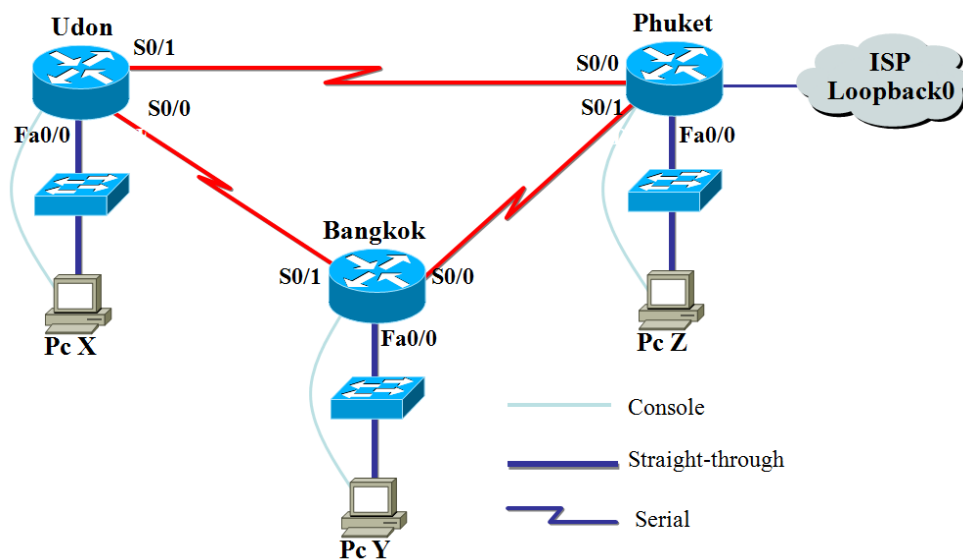 Udon
Phuket
S0/1
S0/0
ISP
Loopback0
S0/0
S0/1
Fa0/0
Fa0/0
Bangkok
S0/1
S0/0
Pc X
Fa0/0
Pc Z
Console
Straight-through
Serial
Pc Y